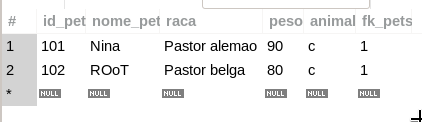 # id_pet nome_pet raca peso animal fk_pets
1 101 Nina Pastor alemao 90 c 1
2 102 ROoT Pastor belga 80 c 1
* NULL NULL NULL NULL NULL NULL